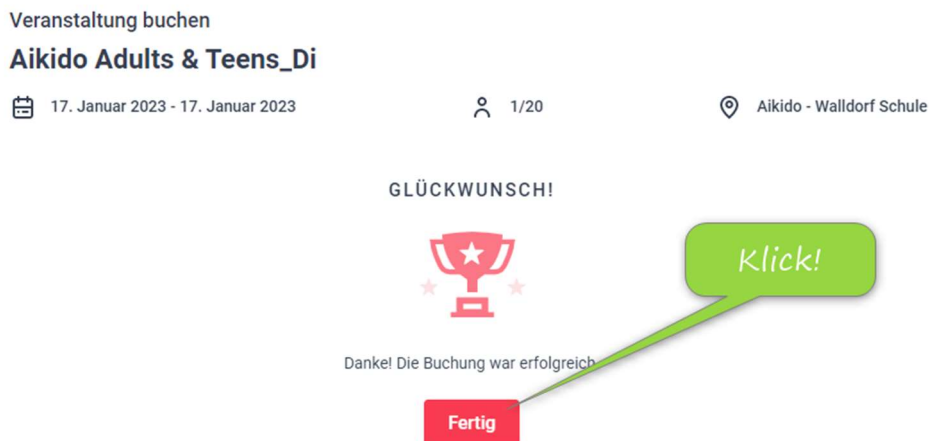 Veranstaltung buchen
Aikido Adults & Teens_Di
17. Januar 2023 - 17. Januar 2023 1/20 Aikido - Walldorf Schule
GLÜCKWUNSCH!
Klick!
Danke! Die Buchung war erfolgreich
Fertig